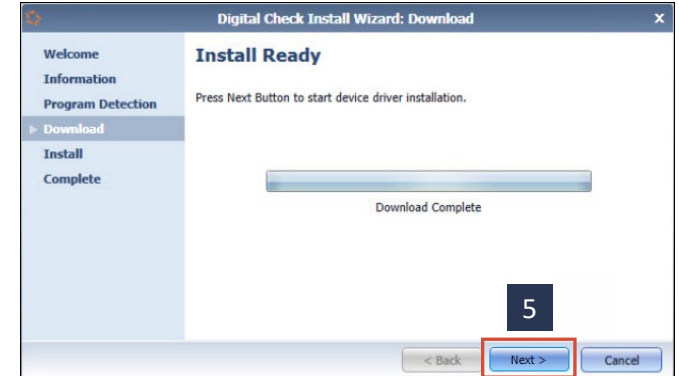 Digital Check Install Wizard: Download x
Welcome
Information
Program Detection
Download
Install
Complete
Install Ready
Press Next Button to start device driver installation.
Download Complete
5
< Back
Next >
Cancel